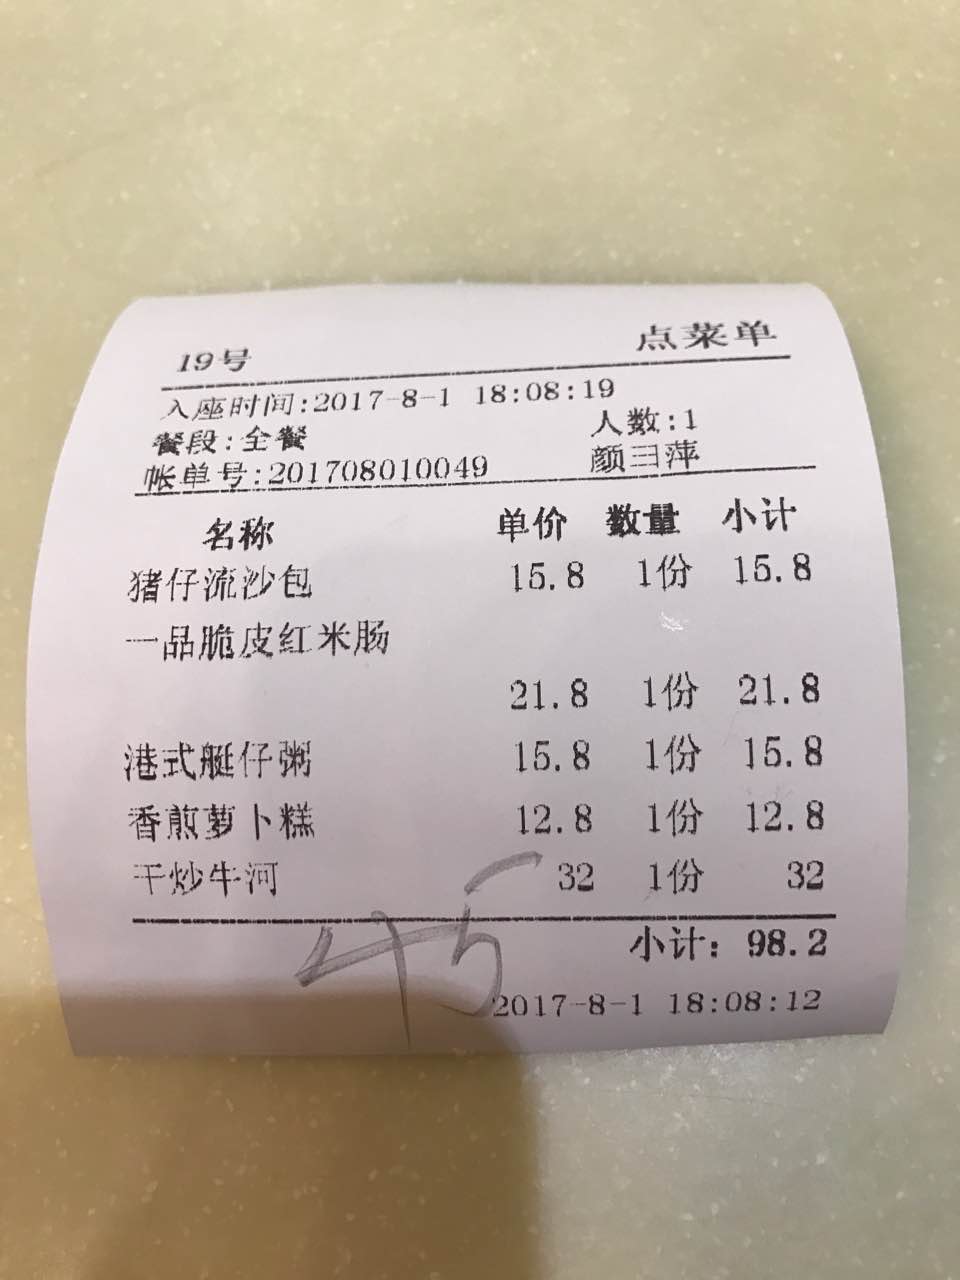 19号 点菜单
入座时间:2017-8-1 18:08:19
餐段:全餐 人数:1
帐单号:201708010049 颜彐萍
名称 单价 数量 小计
猪仔流沙包 15.8 1份 15.8
一品脆皮红米肠
21.8 1份 21.8
港式艇仔粥 15.8 1份 15.8
香煎萝卜糕 12.8 1份 12.8
干炒牛河 32 1份 32
小计: 98.2
45
2017-8-1 18:08:12